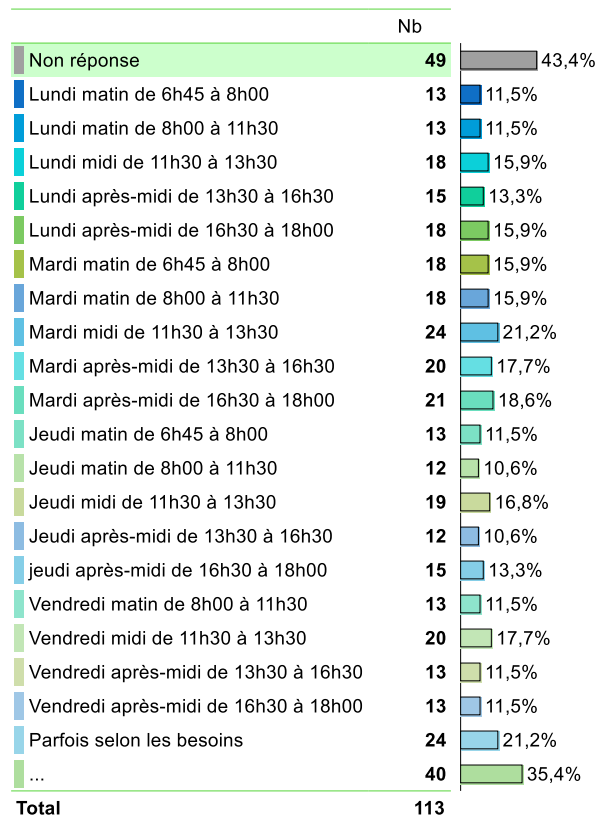 Nb
Non réponse 49 43,4%
Lundi matin de 6h45 à 8h00 13 11,5%
Lundi matin de 8h00 à 11h30 13 11,5%
Lundi midi de 11h30 à 13h30 18 15,9%
Lundi après-midi de 13h30 à 16h30 15 13,3%
Lundi après-midi de 16h30 à 18h00 18 15,9%
Mardi matin de 6h45 à 8h00 18 15,9%
Mardi matin de 8h00 à 11h30 18 15,9%
Mardi midi de 11h30 à 13h30 24 21,2%
Mardi après-midi de 13h30 à 16h30 20 17,7%
Mardi après-midi de 16h30 à 18h00 21 18,6%
Jeudi matin de 6h45 à 8h00 13 11,5%
Jeudi matin de 8h00 à 11h30 12 10,6%
Jeudi midi de 11h30 à 13h30 19 16,8%
Jeudi après-midi de 13h30 à 16h30 12 10,6%
jeudi après-midi de 16h30 à 18h00 15 13,3%
Vendredi matin de 8h00 à 11h30 13 11,5%
Vendredi midi de 11h30 à 13h30 20 17,7%
Vendredi après-midi de 13h30 à 16h30 13 11,5%
Vendredi après-midi de 16h30 à 18h00 13 11,5%
Parfois selon les besoins 24 21,2%
... 40 35,4%
Total 113